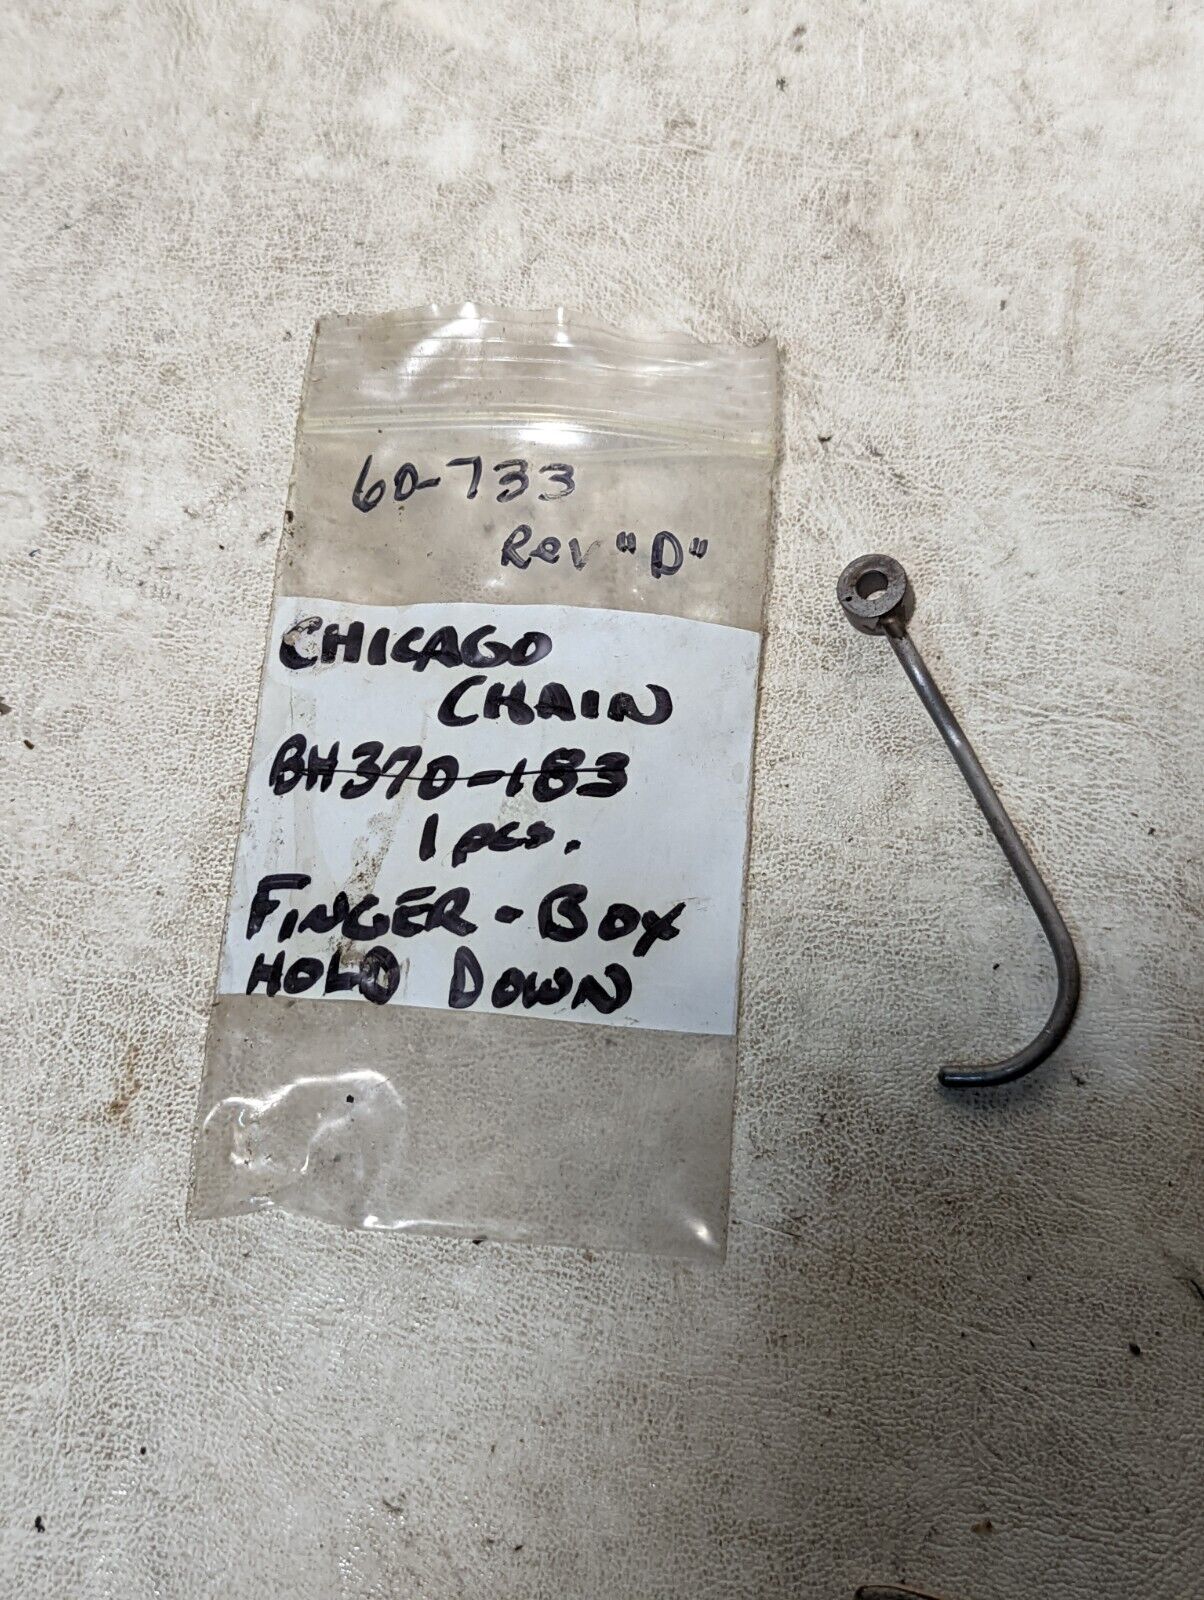 60-733
Rev "D"
CHICAGO
CHAIN
BH370-183
1 pcs.
FINGER-BOX
HOLD DOWN